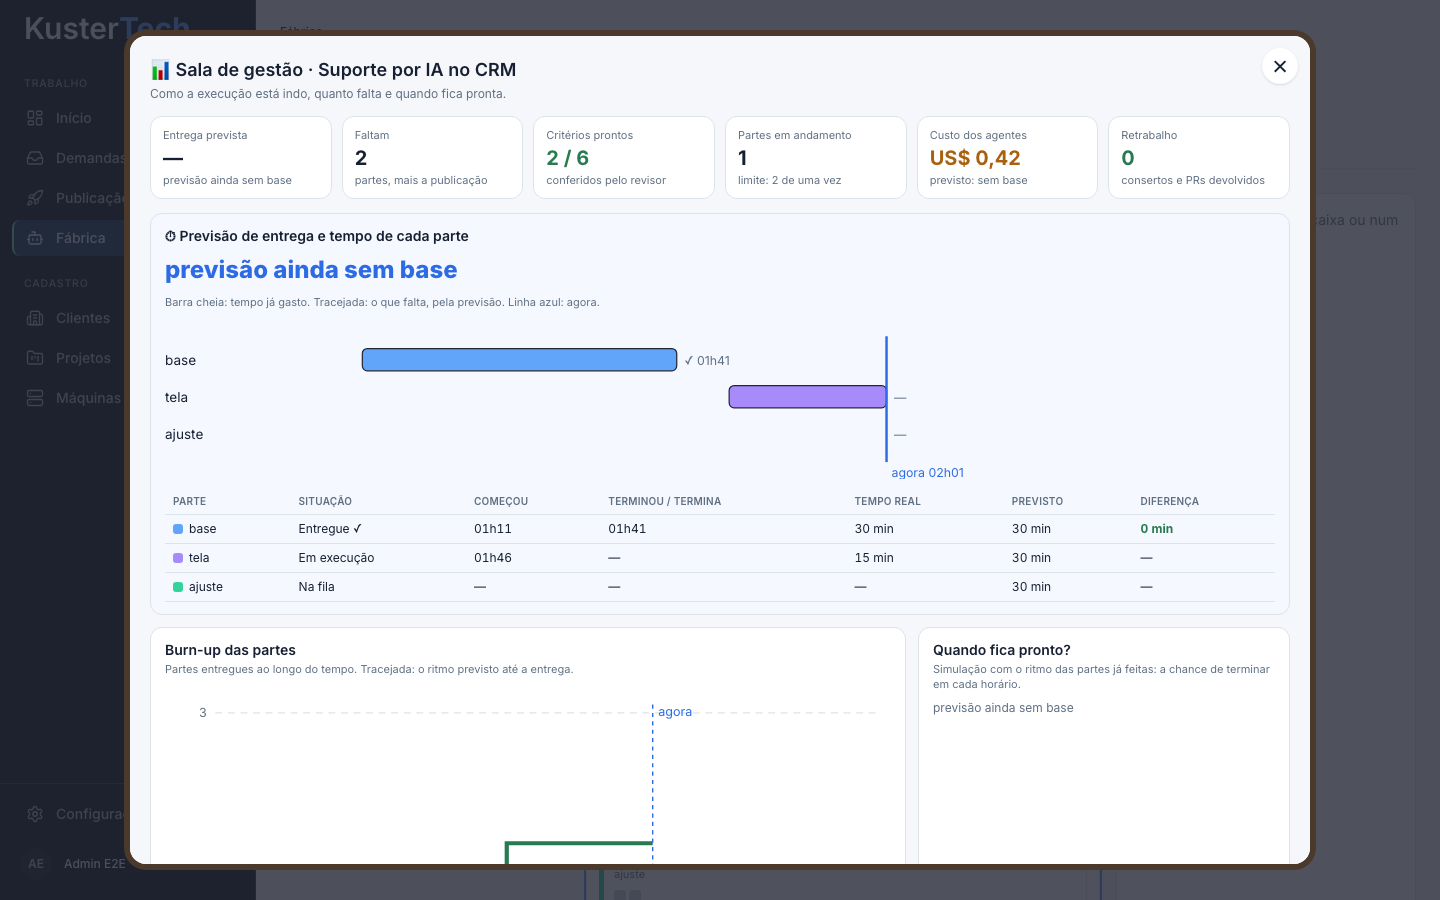 KusterTech
Fábrica
TRABALHO
Início
Demandas
Publicaçã
Fábrica
CADASTRO
Clientes
Projetos
Máquinas
Configura
AE Admin E2E
caixa ou num
📊 Sala de gestão · Suporte por IA no CRM
Como a execução está indo, quanto falta e quando fica pronta.
Entrega prevista
—
previsão ainda sem base
Faltam
2
partes, mais a publicação
Critérios prontos
2 / 6
conferidos pelo revisor
Partes em andamento
1
limite: 2 de uma vez
Custo dos agentes
US$ 0,42
previsto: sem base
Retrabalho
0
consertos e PRs devolvidos
⏱ Previsão de entrega e tempo de cada parte
previsão ainda sem base
Barra cheia: tempo já gasto. Tracejada: o que falta, pela previsão. Linha azul: agora.
base ✓ 01h41
tela —
ajuste —
agora 02h01
PARTE SITUAÇÃO COMEÇOU TERMINOU / TERMINA TEMPO REAL PREVISTO DIFERENÇA
base Entregue ✓ 01h11 01h41 30 min 30 min 0 min
tela Em execução 01h46 — 15 min 30 min —
ajuste Na fila — — — 30 min —
Burn-up das partes
Partes entregues ao longo do tempo. Tracejada: o ritmo previsto até a entrega.
3 agora
Quando fica pronto?
Simulação com o ritmo das partes já feitas: a chance de terminar
em cada horário.
previsão ainda sem base
ajuste